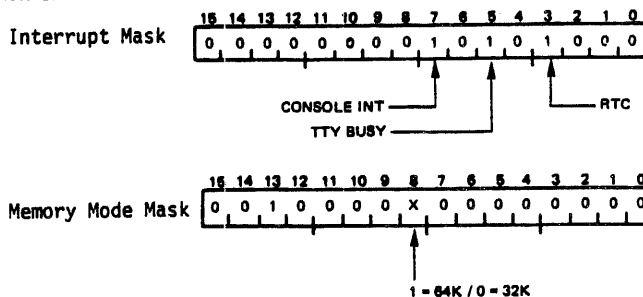 15 14 13 12 11 10 9 8 7 6 5 4 3 2 1 0
Interrupt Mask 0 0 0 0 0 0 0 0 1 0 1 0 1 0 0 0
CONSOLE INT RTC
TTY BUSY
15 14 13 12 11 10 9 8 7 6 5 4 3 2 1 0
Memory Mode Mask 0 0 1 0 0 0 0 X 0 0 0 0 0 0 0 0
1 = 64K / 0 = 32K